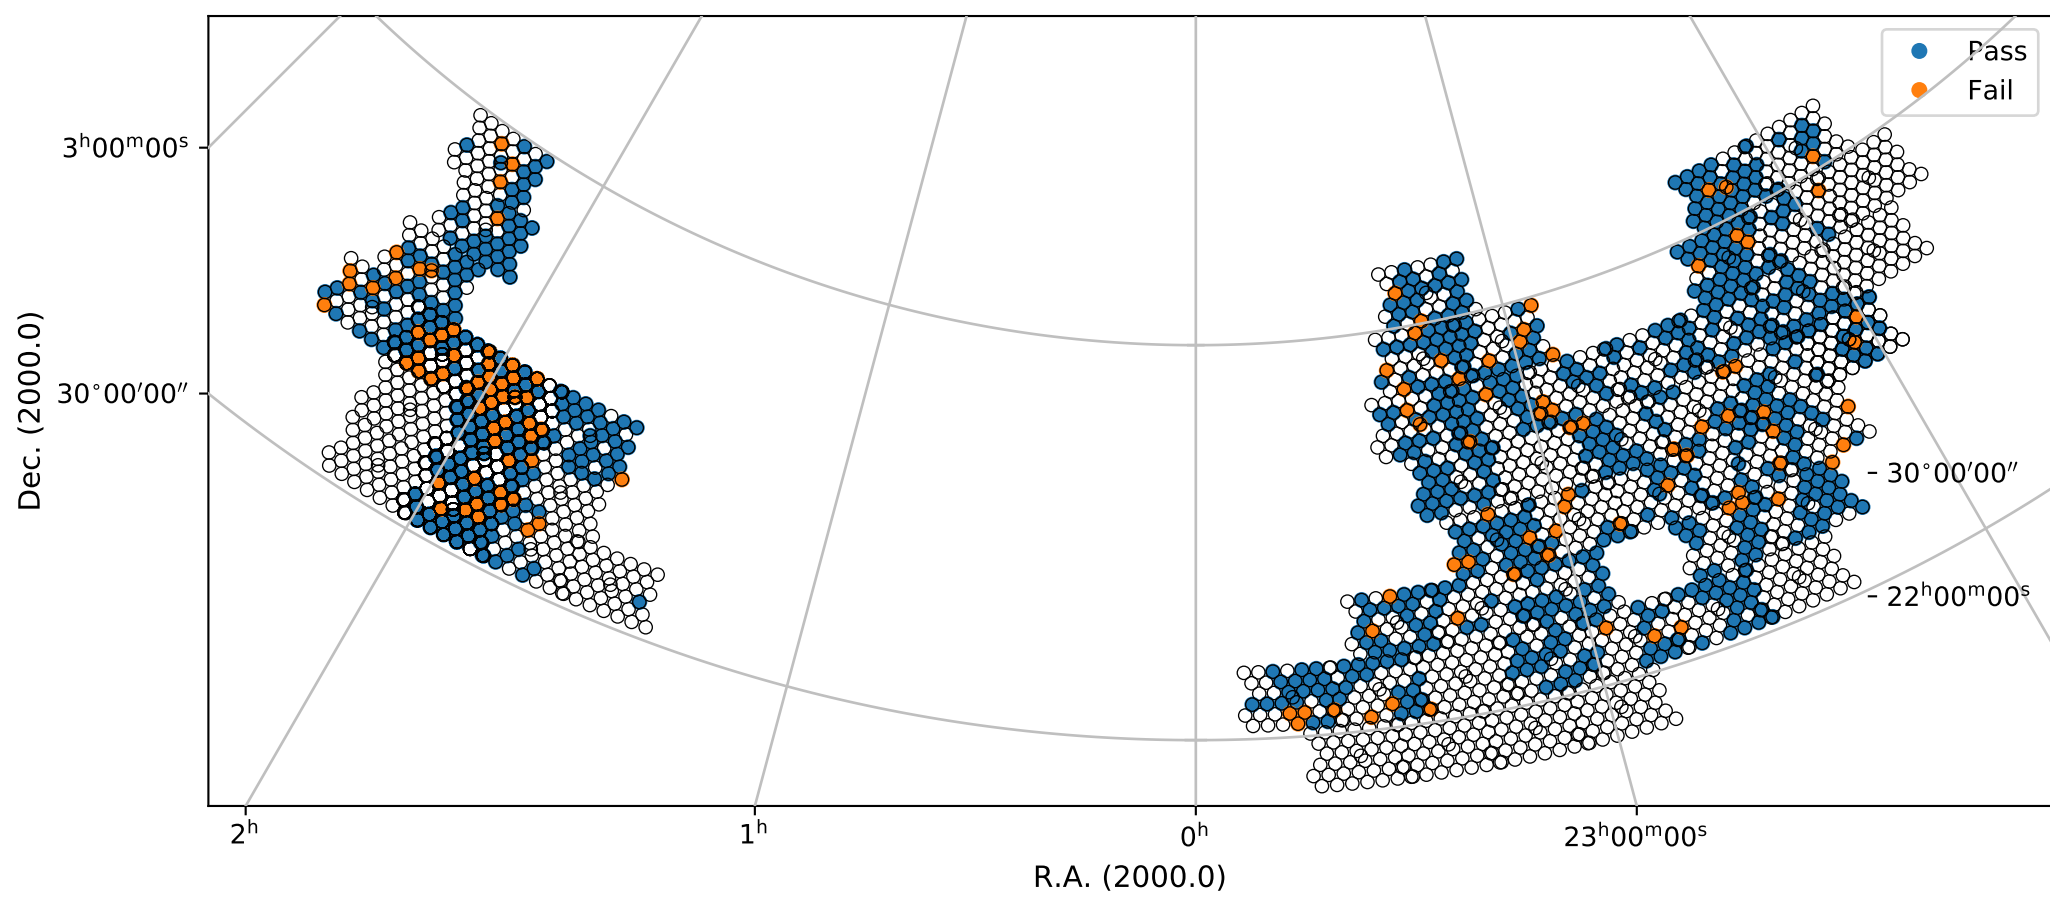 Pass
Fail
3ʰ00ᵐ00ˢ
30°00′00″
30°00′00″
22ʰ00ᵐ00ˢ
Dec. (2000.0)
2ʰ 1ʰ 0ʰ 23ʰ00ᵐ00ˢ
R.A. (2000.0)